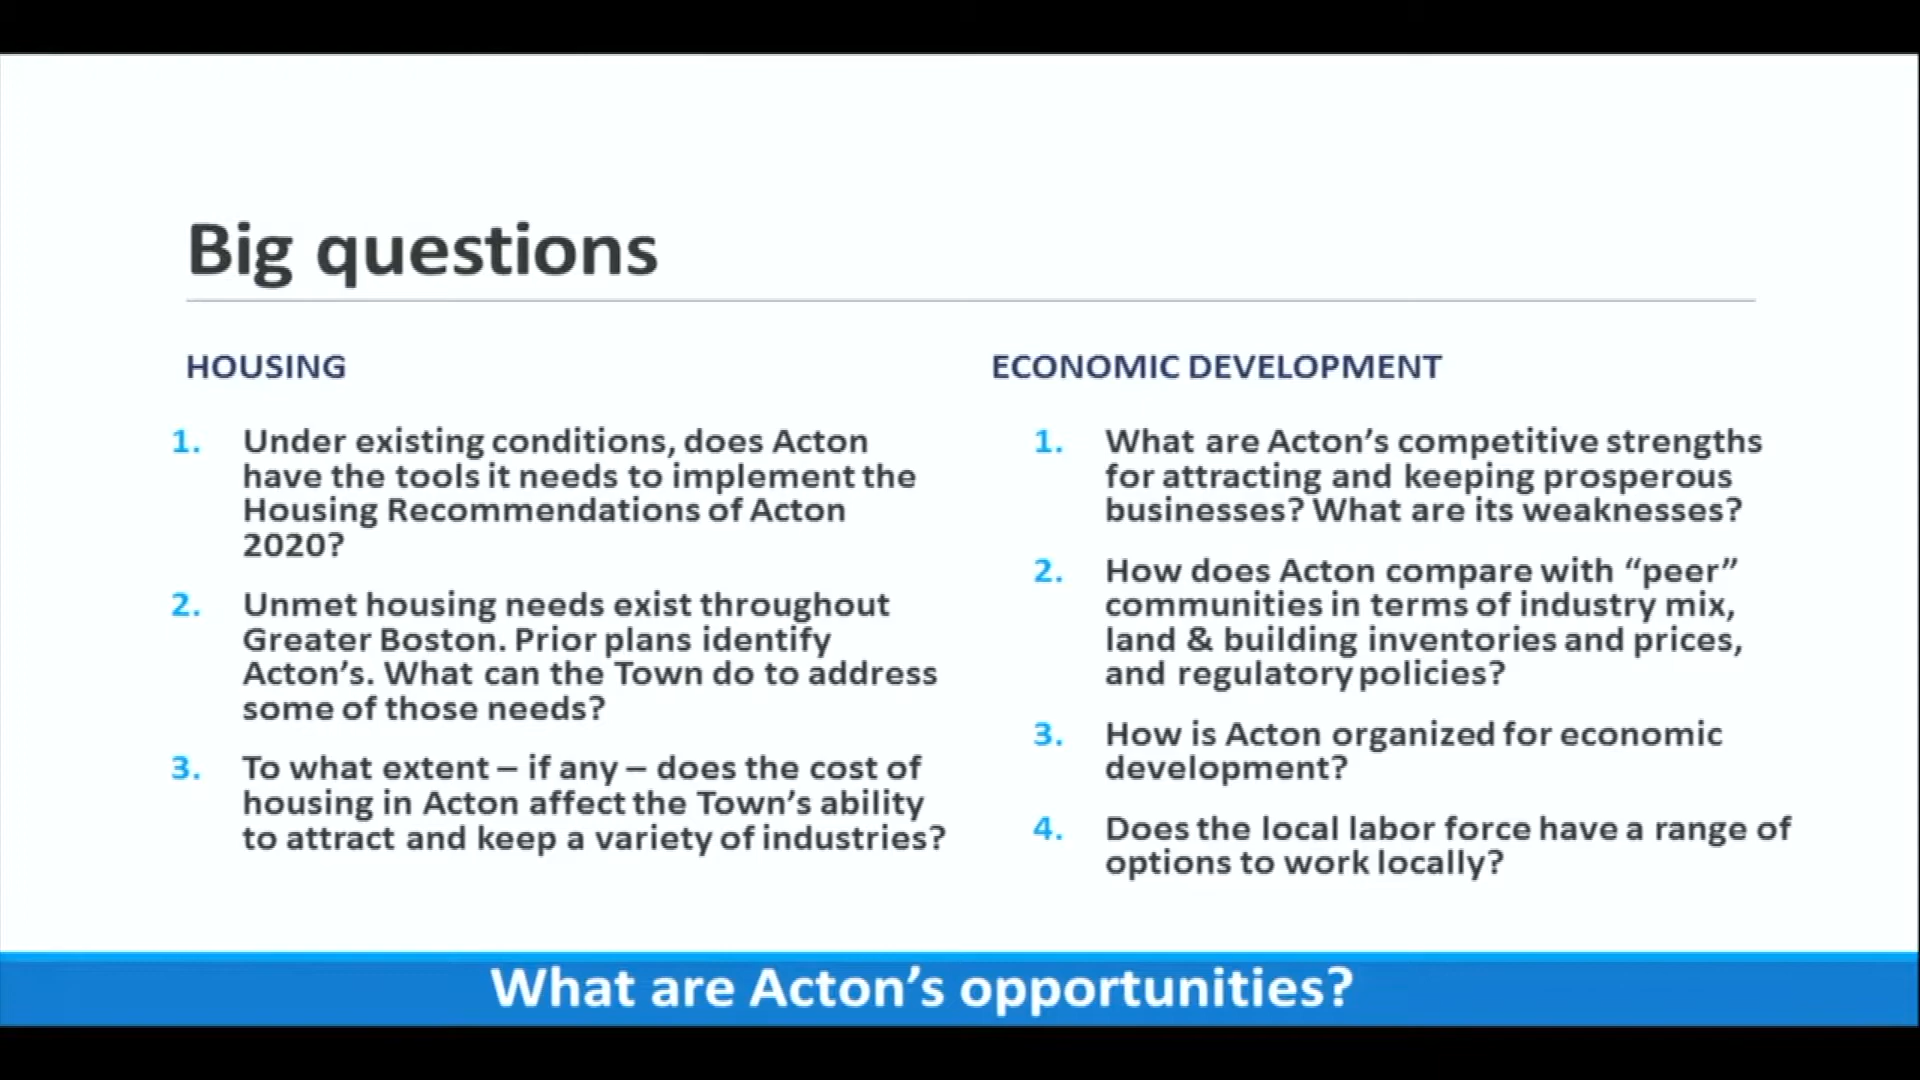 Big questions
HOUSING
1. Under existing conditions, does Acton
have the tools it needs to implement the
Housing Recommendations of Acton
2020?
2. Unmet housing needs exist throughout
Greater Boston. Prior plans identify
Acton’s. What can the Town do to address
some of those needs?
3. To what extent – if any – does the cost of
housing in Acton affect the Town’s ability
to attract and keep a variety of industries?
ECONOMIC DEVELOPMENT
1. What are Acton’s competitive strengths
for attracting and keeping prosperous
businesses? What are its weaknesses?
2. How does Acton compare with “peer”
communities in terms of industry mix,
land & building inventories and prices,
and regulatory policies?
3. How is Acton organized for economic
development?
4. Does the local labor force have a range of
options to work locally?
What are Acton’s opportunities?